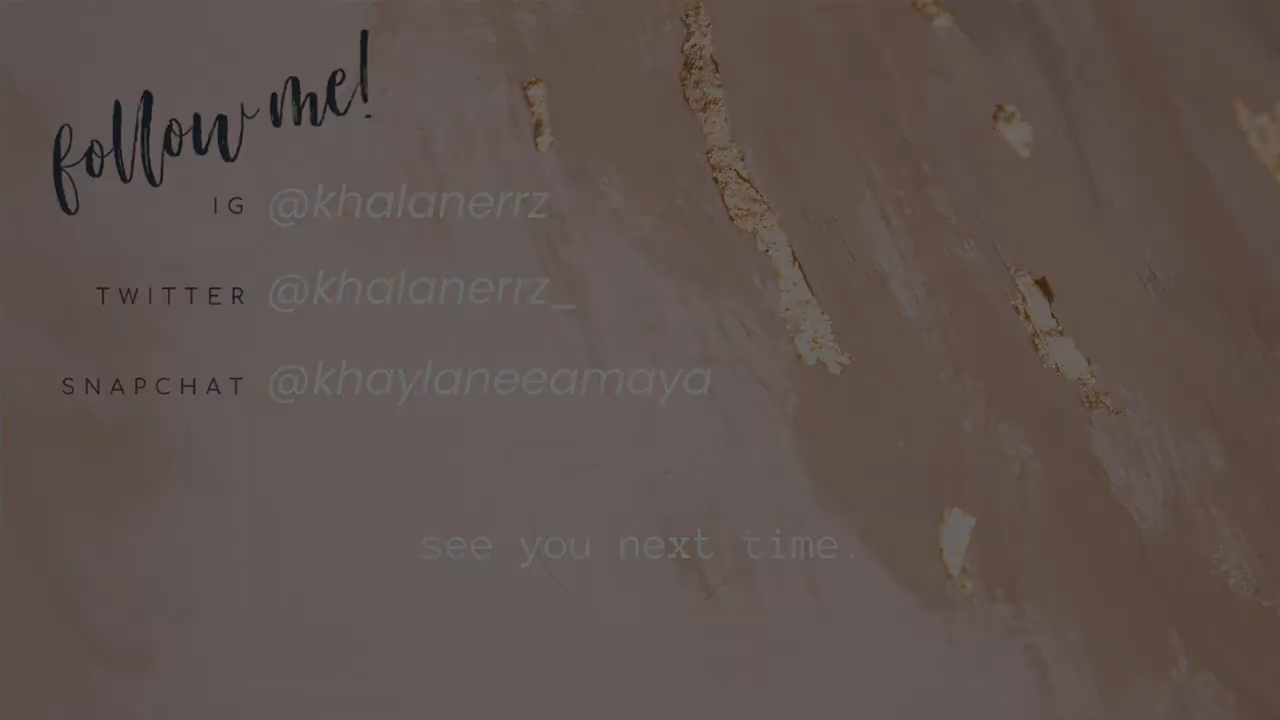 follow me!
IG @khalanerrz
TWITTER @khalanerrz_
SNAPCHAT @khaylaneeamaya
see you next time.